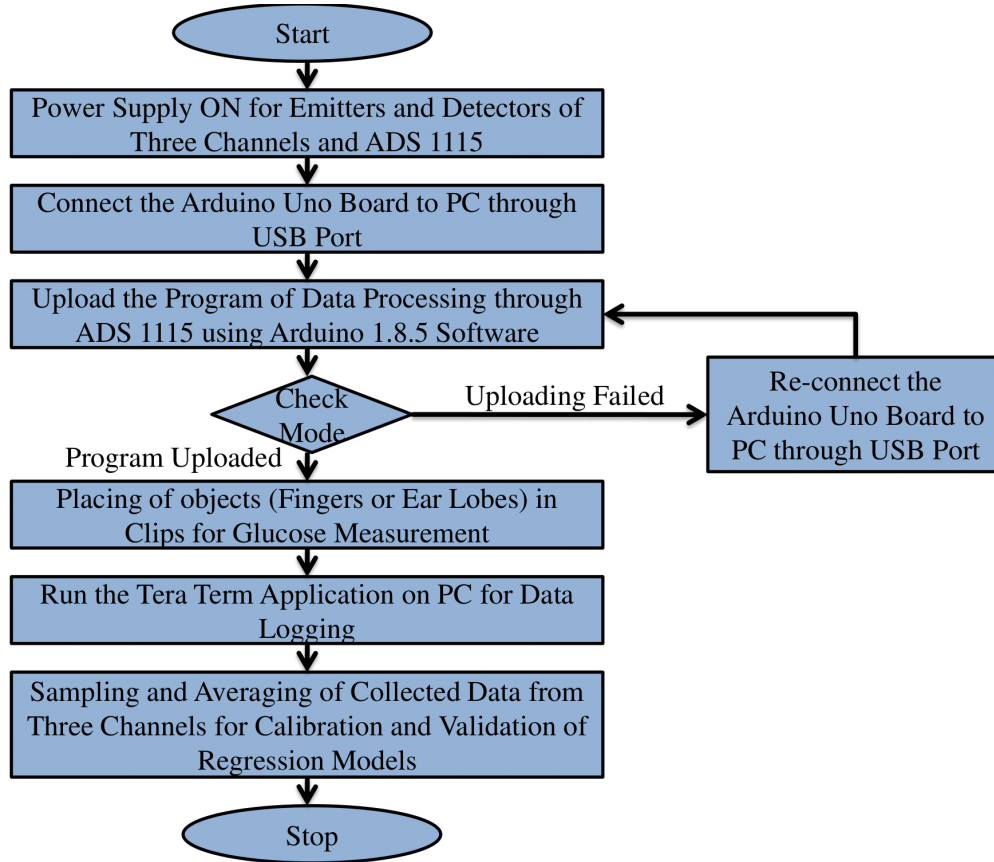 Start
Power Supply ON for Emitters and Detectors of
Three Channels and ADS 1115
Connect the Arduino Uno Board to PC through
USB Port
Upload the Program of Data Processing through
ADS 1115 using Arduino 1.8.5 Software
Check
Mode
Uploading Failed
Re-connect the
Arduino Uno Board to
PC through USB Port
Program Uploaded
Placing of objects (Fingers or Ear Lobes) in
Clips for Glucose Measurement
Run the Tera Term Application on PC for Data
Logging
Sampling and Averaging of Collected Data from
Three Channels for Calibration and Validation of
Regression Models
Stop